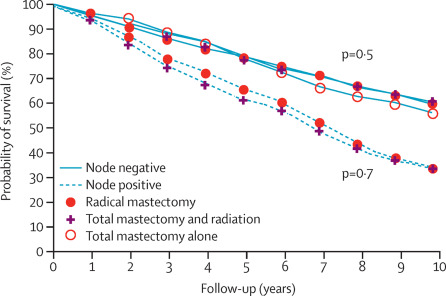 100
90
80
70
60
50
40
30
20
10
0
Probability of survival (%)
p=0·5
p=0·7
Node negative
Node positive
Radical mastectomy
Total mastectomy and radiation
Total mastectomy alone
0 1 2 3 4 5 6 7 8 9 10
Follow-up (years)